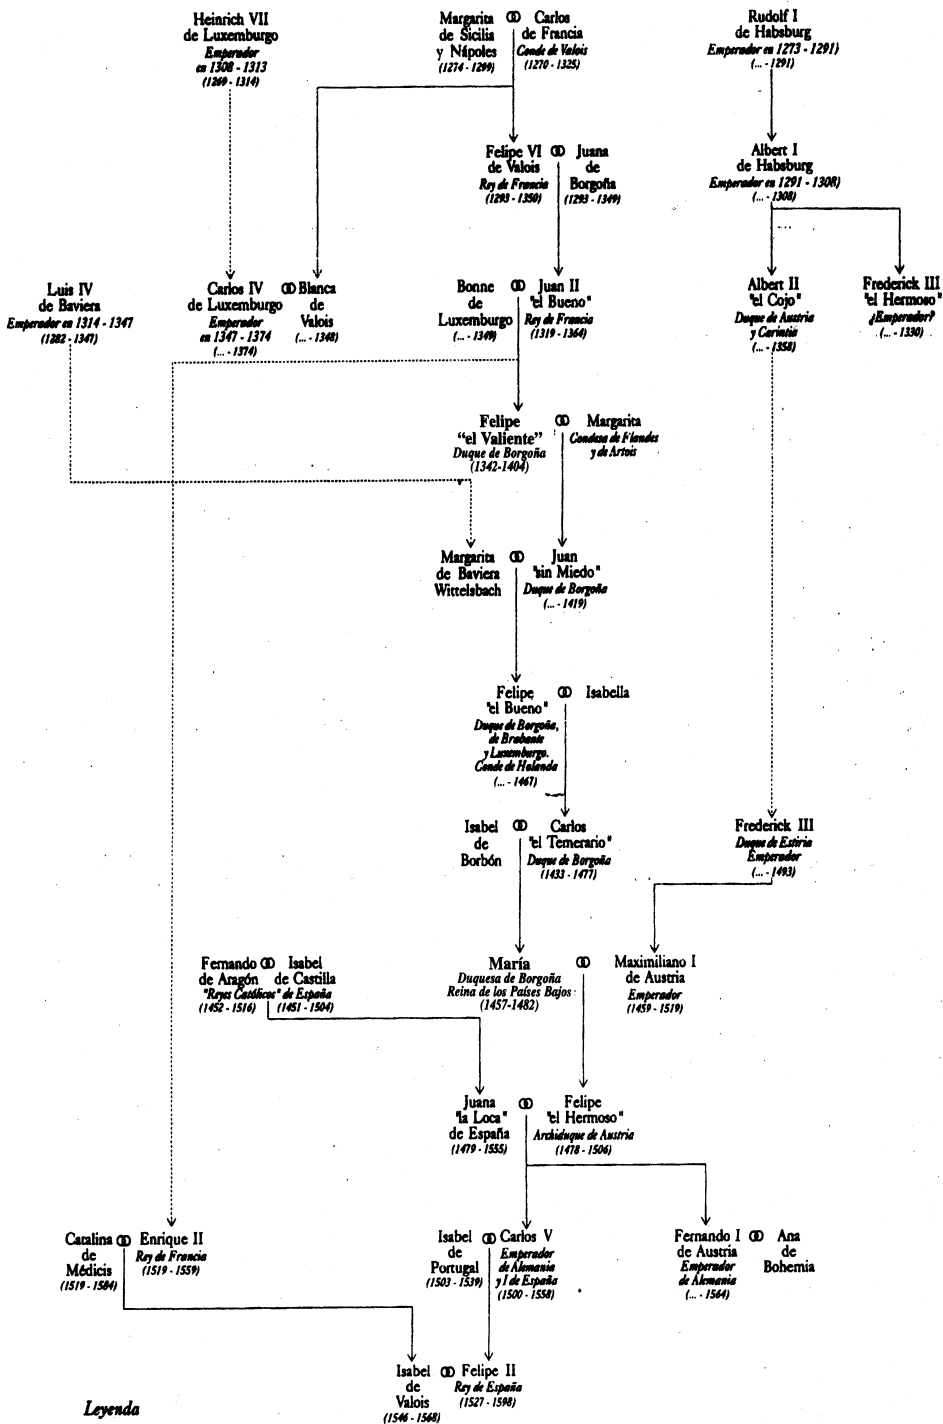 Heinrich VII
de Luxemburgo
Emperador
en 1308 - 1313
(1269 - 1314)
Margarita
de Sicilia
y Nápoles
(1274 - 1299)
Carlos
de Francia
Conde de Valois
(1270 - 1325)
Rudolf I
de Habsburg
Emperador en 1273 - 1291)
(... - 1291)
Felipe VI
de Valois
Rey de Francia
(1293 - 1350)
Juana
de
Borgoña
(1293 - 1349)
Albert I
de Habsburg
Emperador en 1291 - 1308)
(... - 1308)
Luis IV
de Baviera
Emperador en 1314 - 1347
(1282 - 1347)
Carlos IV
de Luxemburgo
Emperador
en 1347 - 1374
(... - 1374)
Blanca
de
Valois
(... - 1348)
Bonne
de
Luxemburgo
(... - 1349)
Juan II
"el Bueno"
Rey de Francia
(1319 - 1364)
Albert II
"el Cojo"
Duque de Austria
y Carintia
(... - 1358)
Frederick III
"el Hermoso"
¿Emperador?
(... - 1330)
Felipe
"el Valiente"
Duque de Borgoña
(1342-1404)
Margarita
Condesa de Flandes
y de Artois
Margarita
de Baviera
Wittelsbach
Juan
"sin Miedo"
Duque de Borgoña
(... - 1419)
Felipe
"el Bueno"
Duque de Borgoña,
de Brabante
y Luxemburgo.
Conde de Holanda
(... - 1467)
Isabella
Isabel
de
Borbón
Carlos
"el Temerario"
Duque de Borgoña
(1433 - 1477)
Frederick III
Duque de Estiria
Emperador
(... - 1493)
Fernando
de Aragón
Isabel
de Castilla
"Reyes Católicos" de España
(1452 - 1516)
(1451 - 1504)
María
Duquesa de Borgoña
Reina de los Países Bajos
(1457-1482)
Maximiliano I
de Austria
Emperador
(1459 - 1519)
Juana
"la Loca"
de España
(1479 - 1555)
Felipe
"el Hermoso"
Archiduque de Austria
(1478 - 1506)
Catalina
de
Médicis
(1519 - 1584)
Enrique II
Rey de Francia
(1519 - 1559)
Isabel
de
Portugal
(1503 - 1539)
Carlos V
Emperador
de Alemania
y I de España
(1500 - 1558)
Fernando I
de Austria
Emperador
de Alemania
(... - 1564)
Ana
de
Bohemia
Isabel
de
Valois
(1546 - 1568)
Felipe II
Rey de España
(1527 - 1598)
Leyenda